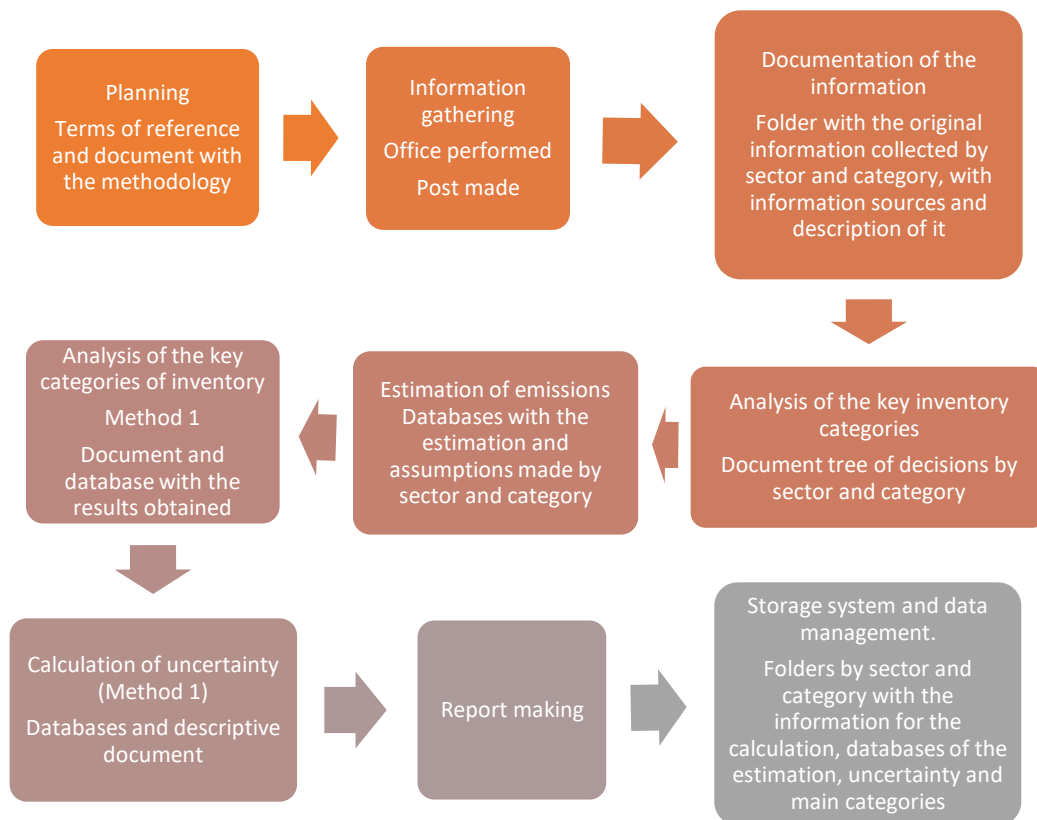 Planning
Terms of reference
and document with
the methodology
Information
gathering
Office performed
Post made
Documentation of the
information
Folder with the original
information collected by
sector and category, with
information sources and
description of it
Analysis of the key inventory
categories
Document tree of decisions by
sector and category
Estimation of emissions
Databases with the
estimation and
assumptions made by
sector and category
Analysis of the key
categories of inventory
Method 1
Document and
database with the
results obtained
Calculation of uncertainty
(Method 1)
Databases and descriptive
document
Report making
Storage system and data
management.
Folders by sector and
category with the
information for the
calculation, databases of the
estimation, uncertainty and
main categories